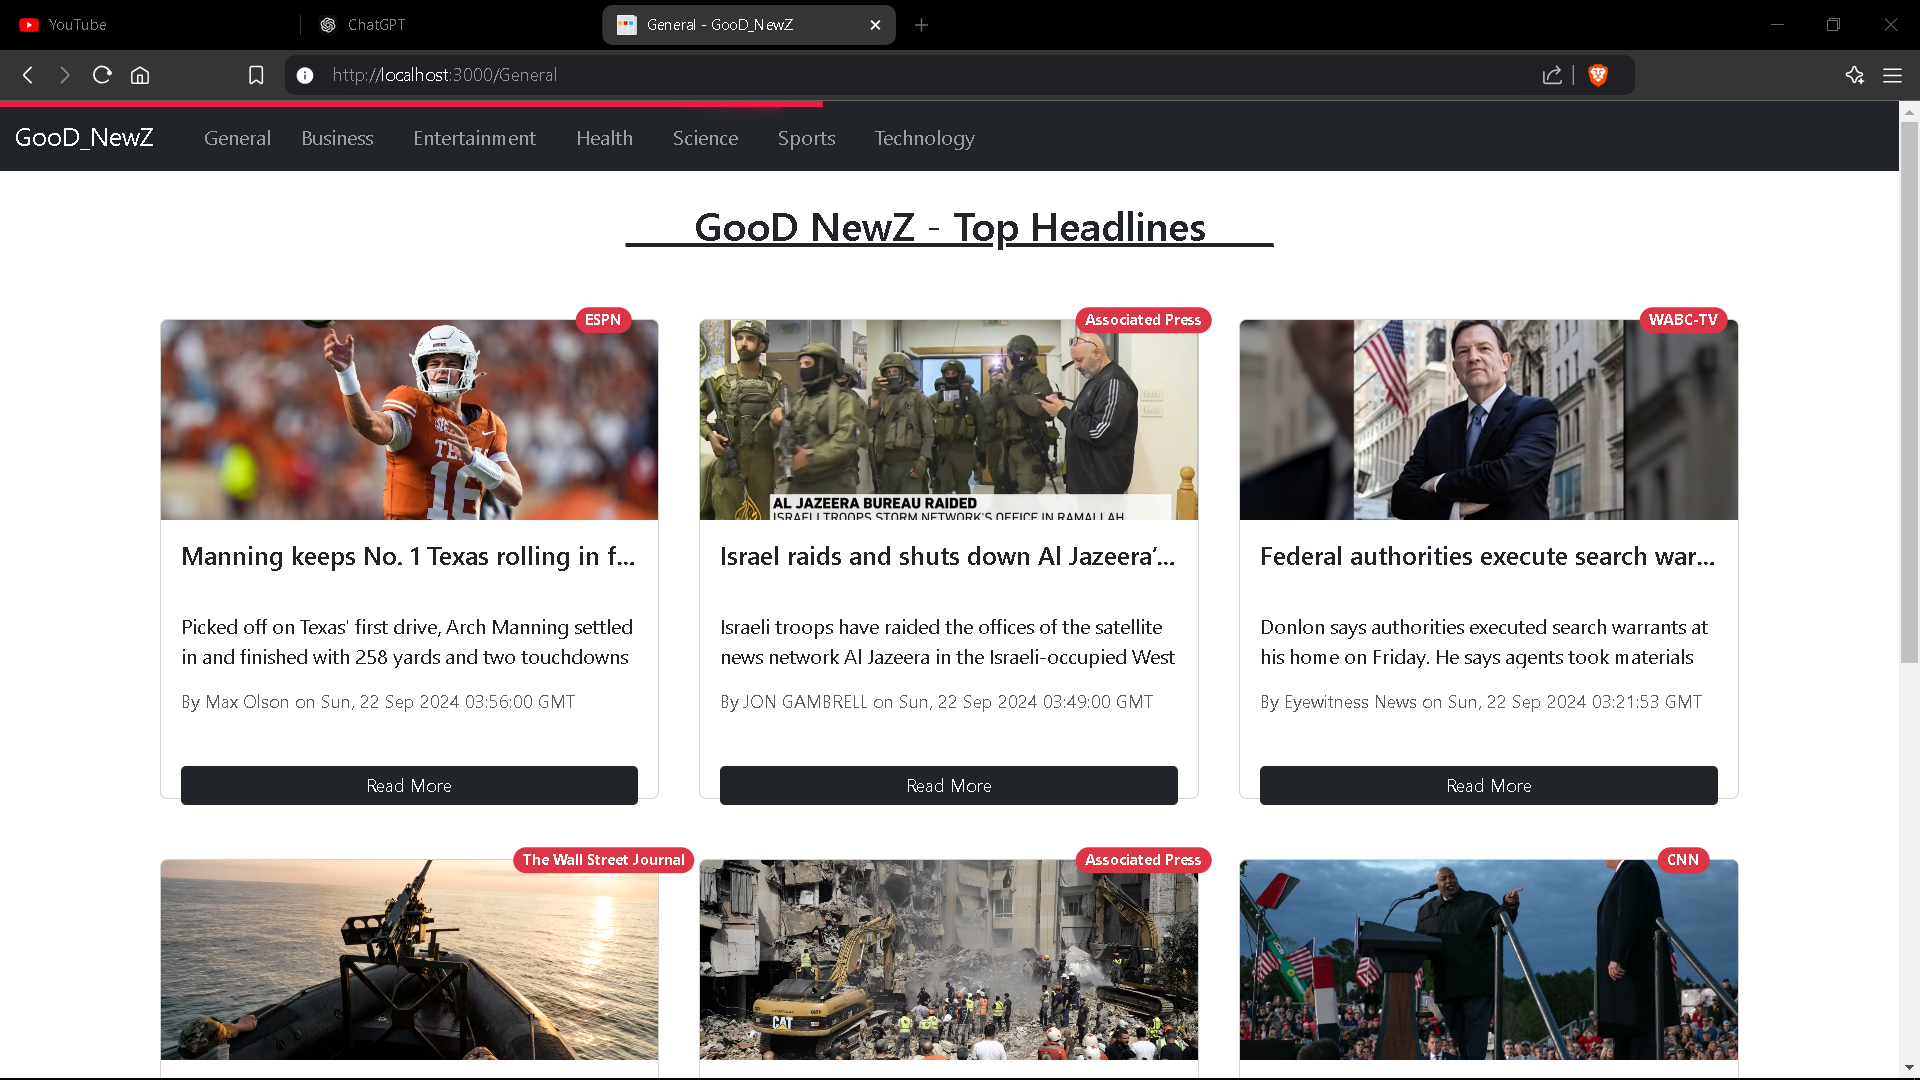 YouTube
ChatGPT
General - GooD_NewZ
http://localhost:3000/General
GooD_NewZ
General
Business
Entertainment
Health
Science
Sports
Technology
GooD NewZ - Top Headlines
ESPN
TEXAS
16
Manning keeps No. 1 Texas rolling in f...
Picked off on Texas' first drive, Arch Manning settled
in and finished with 258 yards and two touchdowns
By Max Olson on Sun, 22 Sep 2024 03:56:00 GMT
Read More
Associated Press
AL JAZEERA BUREAU RAIDED
ISRAELI TROOPS STORM NETWORK'S OFFICE IN RAMALLAH
Israel raids and shuts down Al Jazeera’...
Israeli troops have raided the offices of the satellite
news network Al Jazeera in the Israeli-occupied West
By JON GAMBRELL on Sun, 22 Sep 2024 03:49:00 GMT
Read More
WABC-TV
Federal authorities execute search war...
Donlon says authorities executed search warrants at
his home on Friday. He says agents took materials
By Eyewitness News on Sun, 22 Sep 2024 03:21:53 GMT
Read More
The Wall Street Journal
Associated Press
CAT
CNN